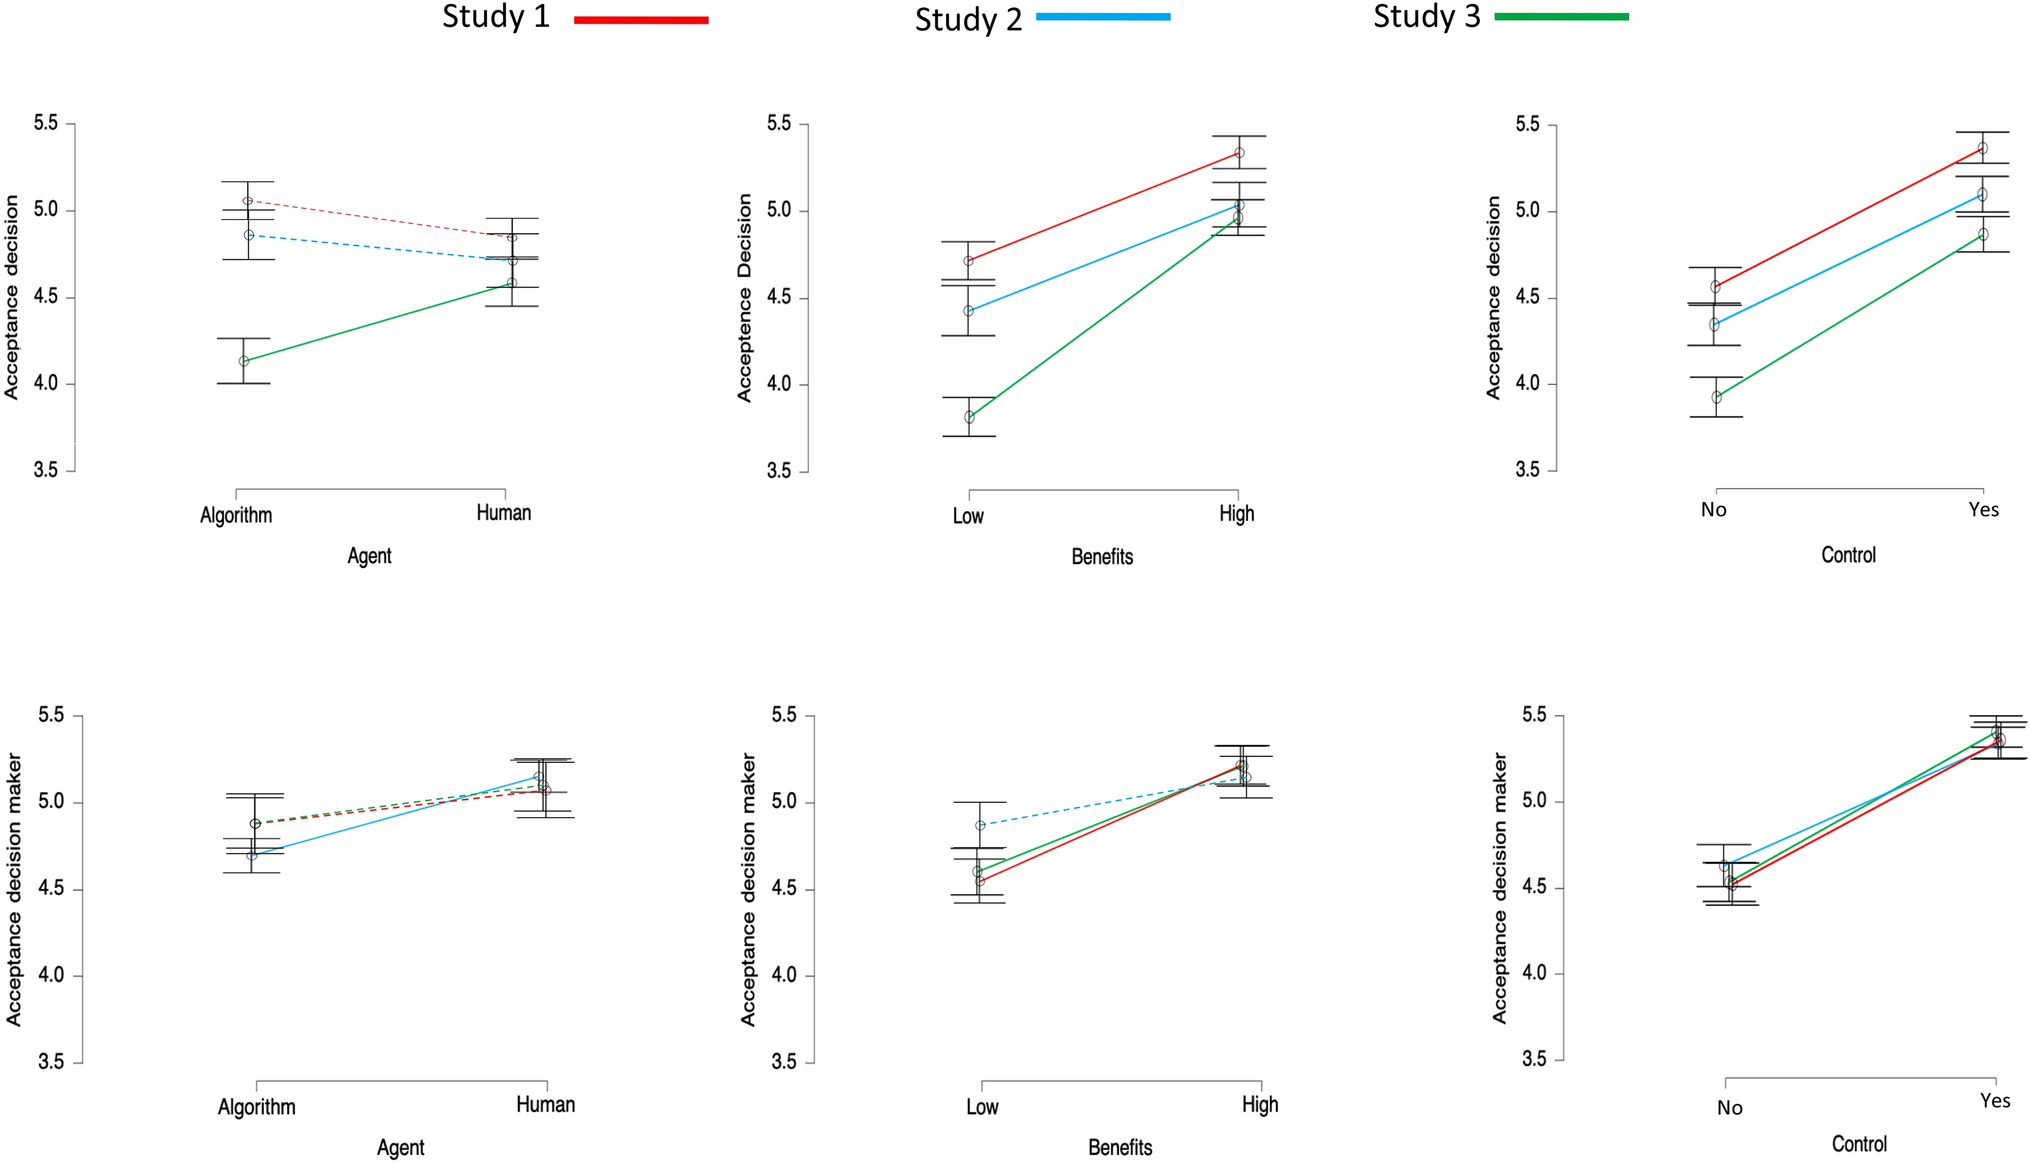 Study 1
Study 2
Study 3
Acceptance decision
5.5
5.0
4.5
4.0
3.5
Algorithm
Human
Agent
Acceptence Decision
5.5
5.0
4.5
4.0
3.5
Low
High
Benefits
Acceptance decision
5.5
5.0
4.5
4.0
3.5
No
Yes
Control
Acceptance decision maker
5.5
5.0
4.5
4.0
3.5
Algorithm
Human
Agent
Acceptance decision maker
5.5
5.0
4.5
4.0
3.5
Low
High
Benefits
Acceptance decision maker
5.5
5.0
4.5
4.0
3.5
No
Yes
Control